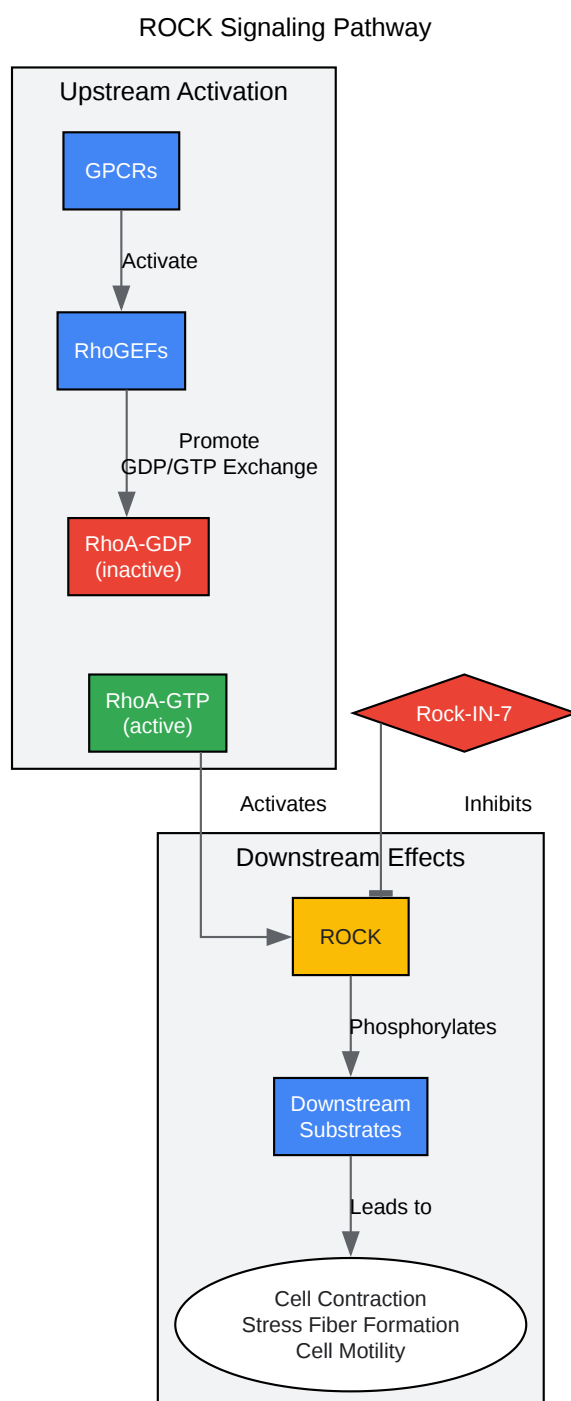 ROCK Signaling Pathway
Upstream Activation
GPCRs
Activate
RhoGEFs
Promote
GDP/GTP Exchange
RhoA-GDP
(inactive)
RhoA-GTP
(active)
Rock-IN-7
Activates
Inhibits
Downstream Effects
ROCK
Phosphorylates
Downstream
Substrates
Leads to
Cell Contraction
Stress Fiber Formation
Cell Motility